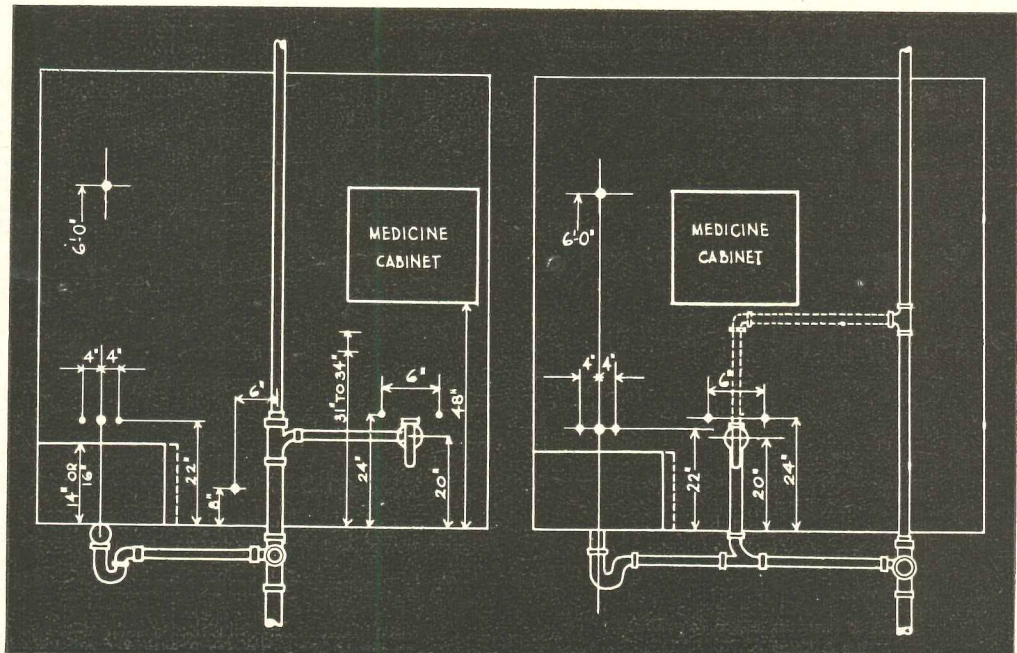 6'-0"
MEDICINE
CABINET
4" 4"
6"
31" TO 34"
6"
48"
14" OR
16"
22"
8"
24"
20"
6'-0"
MEDICINE
CABINET
4" 4"
6"
22"
20"
24"